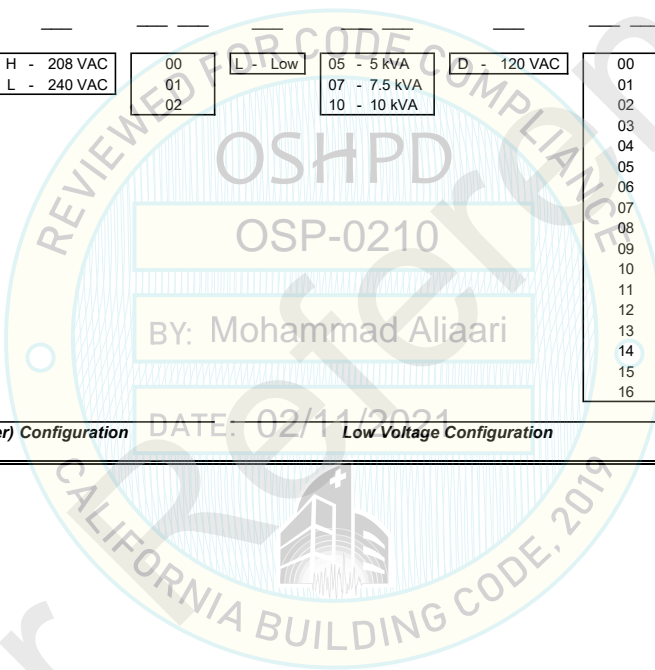 H - 208 VAC
L - 240 VAC
00
01
02
L - Low
05 - 5 kVA
07 - 7.5 kVA
10 - 10 kVA
D - 120 VAC
00
01
02
03
04
05
06
07
08
09
10
11
12
13
14
15
16
er) Configuration
Low Voltage Configuration
REVIEWED FOR CODE COMPLIANCE
OSHPD
OSP-0210
BY: Mohammad Aliaari
DATE: 02/11/2021
CALIFORNIA BUILDING CODE, 2019